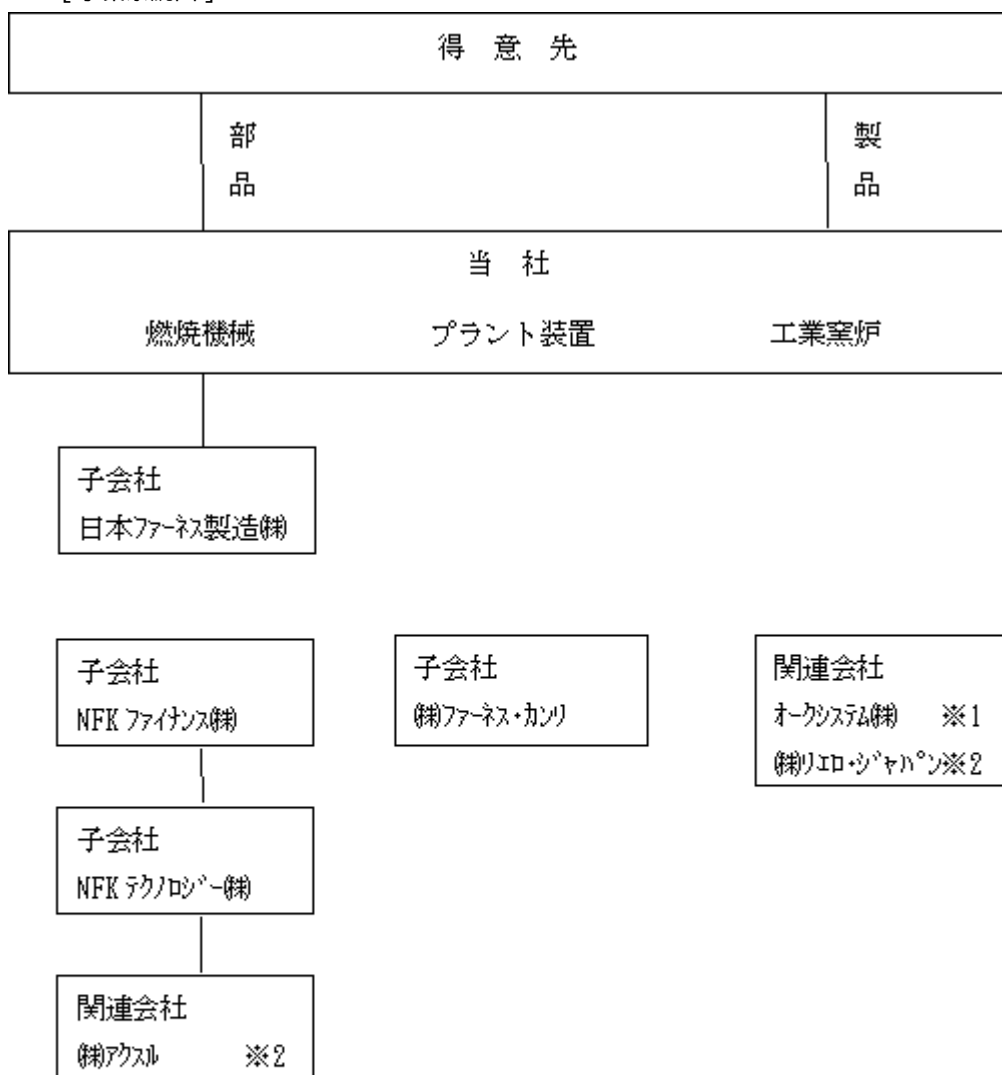 得 意 先
部品
製品
当 社
燃焼機械 プラント装置 工業窯炉
子会社
日本ﾌｧｰﾈｽ製造㈱
子会社
NFK ﾌｧｲﾅﾝｽ㈱
子会社
㈱ﾌｧｰﾈｽ・ｶﾝﾘ
関連会社
ｵｰｸｼｽﾃﾑ㈱ ※1
㈱ﾘｴﾛ・ｼﾞｬﾊﾟﾝ※2
子会社
NFK ﾃｸﾉﾛｼﾞｰ㈱
関連会社
㈱ｱｸｽﾙ ※2